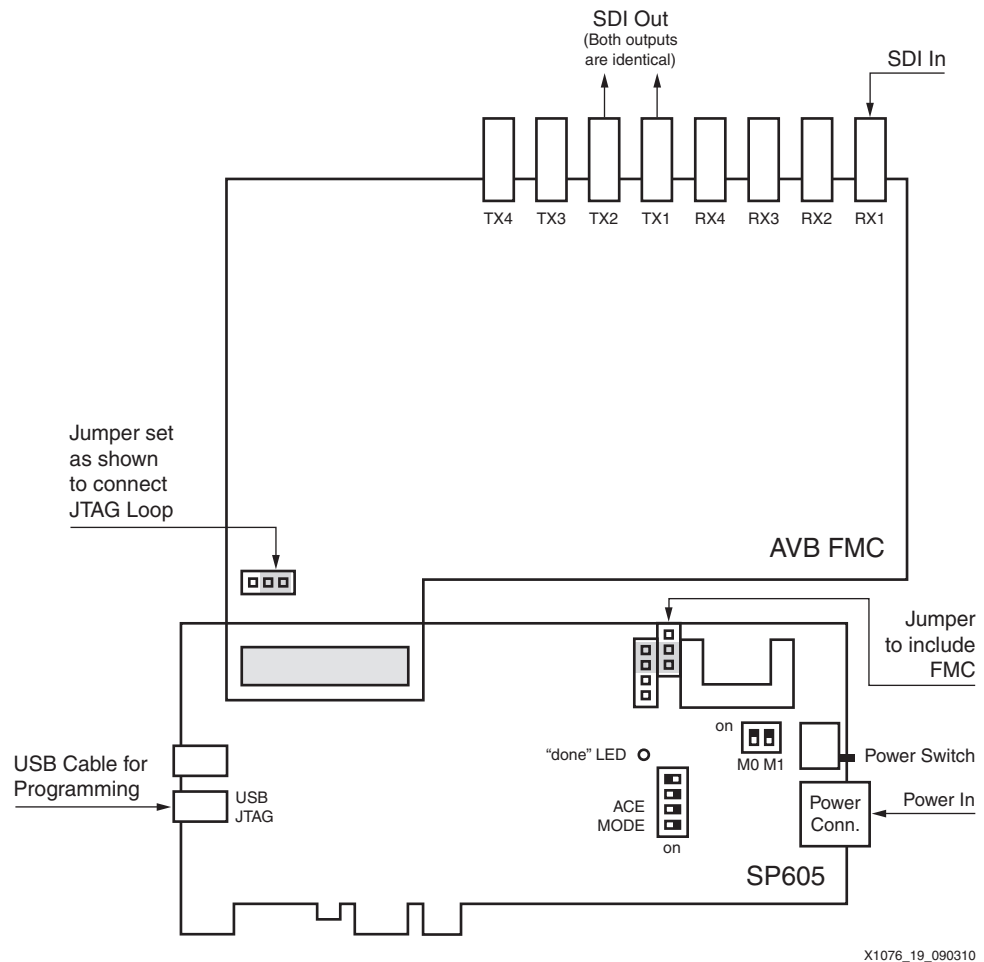 SDI Out
(Both outputs
are identical)
SDI In
TX4 TX3 TX2 TX1 RX4 RX3 RX2 RX1
Jumper set
as shown
to connect
JTAG Loop
AVB FMC
Jumper
to include
FMC
on
M0 M1
Power Switch
"done" LED
USB Cable for
Programming
USB
JTAG
ACE
MODE
on
Power
Conn.
Power In
SP605
X1076_19_090310